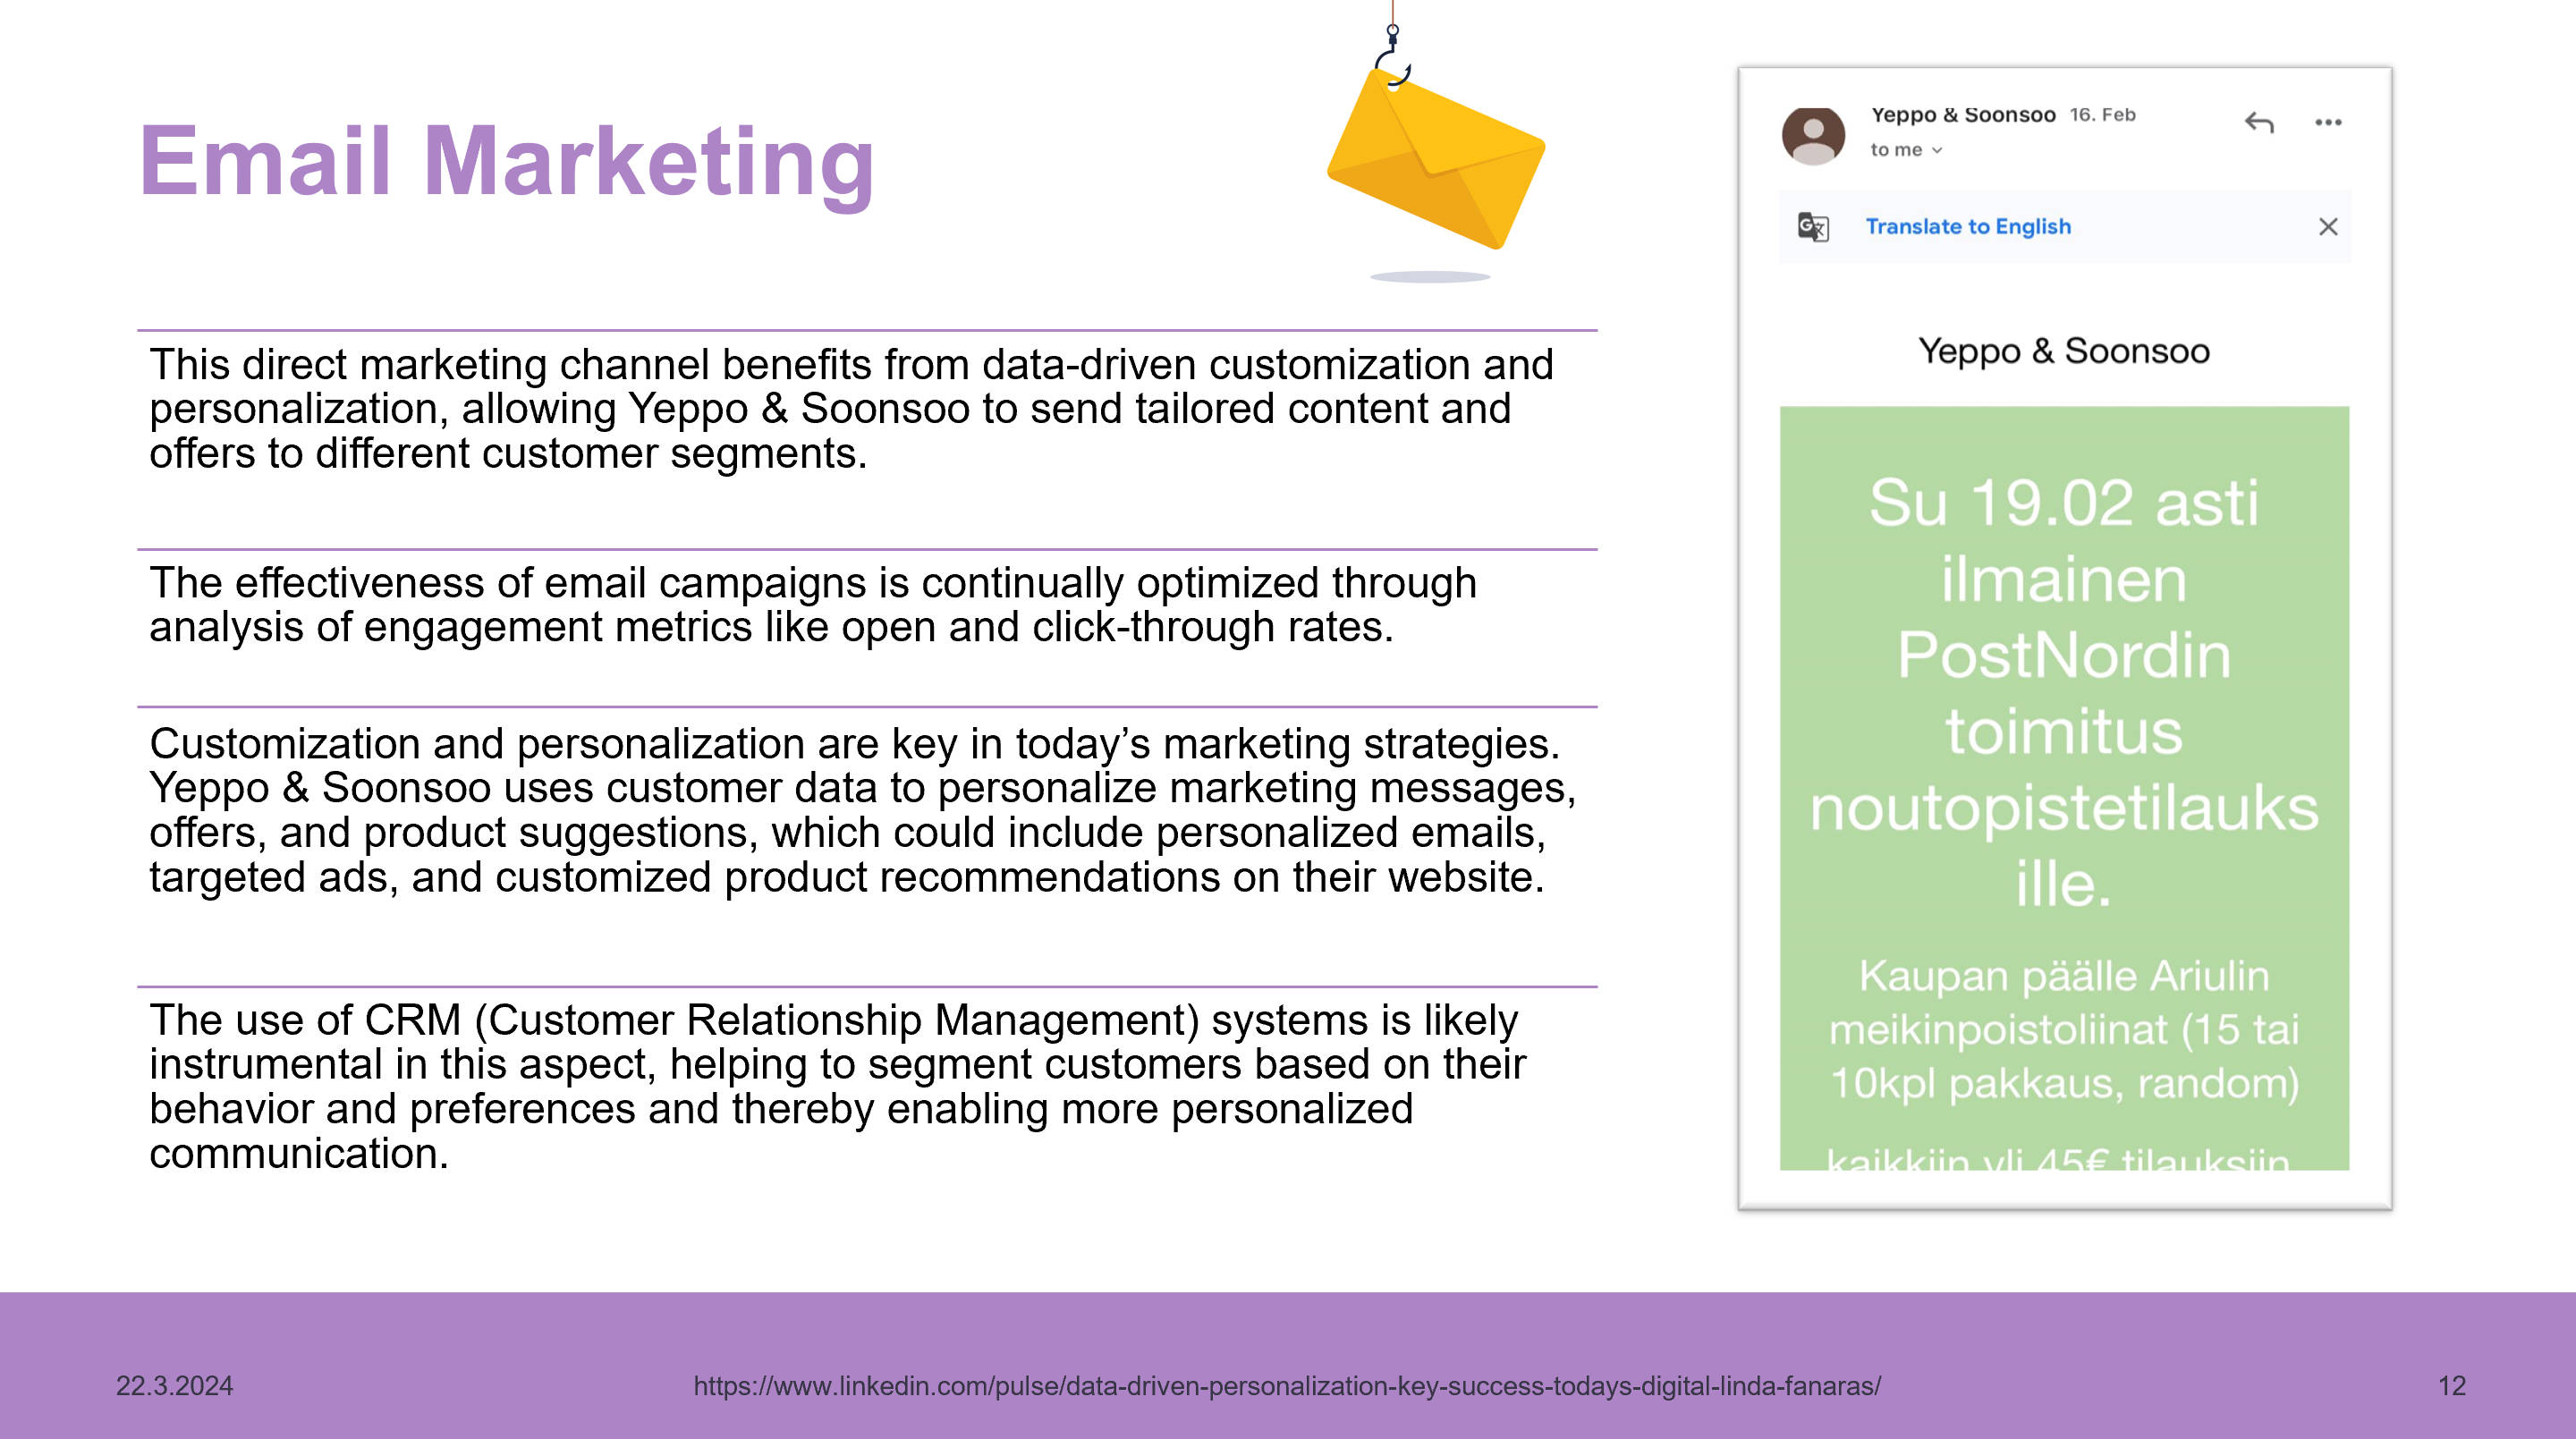 Email Marketing
This direct marketing channel benefits from data-driven customization and
personalization, allowing Yeppo & Soonsoo to send tailored content and
offers to different customer segments.
The effectiveness of email campaigns is continually optimized through
analysis of engagement metrics like open and click-through rates.
Customization and personalization are key in today’s marketing strategies.
Yeppo & Soonsoo uses customer data to personalize marketing messages,
offers, and product suggestions, which could include personalized emails,
targeted ads, and customized product recommendations on their website.
The use of CRM (Customer Relationship Management) systems is likely
instrumental in this aspect, helping to segment customers based on their
behavior and preferences and thereby enabling more personalized
communication.
Yeppo & Soonsoo 16. Feb
to me
Translate to English
Yeppo & Soonsoo
Su 19.02 asti
ilmainen
PostNordin
toimitus
noutopistetilauks
ille.
Kaupan päälle Ariulin
meikinpoistoliinat (15 tai
10kpl pakkaus, random)
kaikkiin yli 45€ tilauksiin
22.3.2024
https://www.linkedin.com/pulse/data-driven-personalization-key-success-todays-digital-linda-fanaras/
12